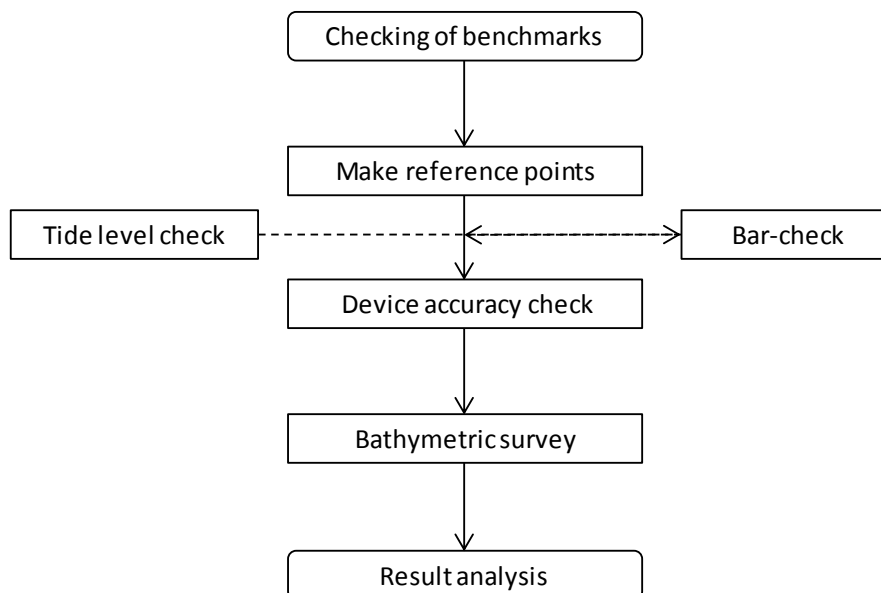 Checking of benchmarks
Make reference points
Tide level check
Bar-check
Device accuracy check
Bathymetric survey
Result analysis